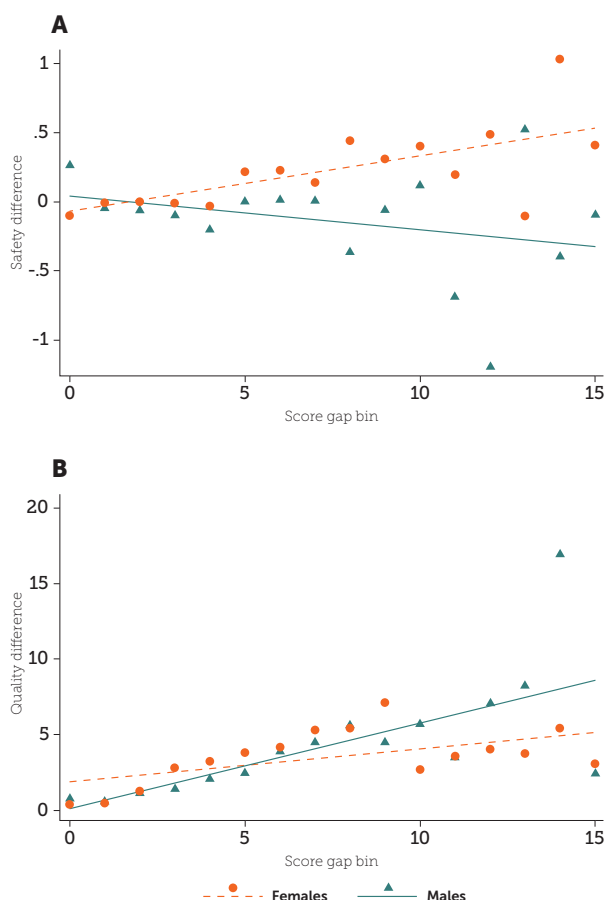 A
1
.5
0
-.5
-1
Safety difference
0 5 10 15
Score gap bin
B
20
15
10
5
0
Quality difference
0 5 10 15
Score gap bin
Females Males